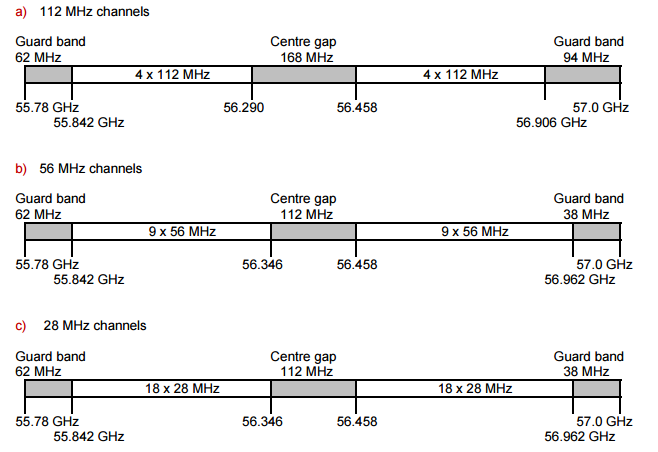 a) 112 MHz channels
Guard band Centre gap Guard band
62 MHz 168 MHz 94 MHz
4 x 112 MHz 4 x 112 MHz
55.78 GHz 56.290 56.458 57.0 GHz
55.842 GHz 56.906 GHz
b) 56 MHz channels
Guard band Centre gap Guard band
62 MHz 112 MHz 38 MHz
9 x 56 MHz 9 x 56 MHz
55.78 GHz 56.346 56.458 57.0 GHz
55.842 GHz 56.962 GHz
c) 28 MHz channels
Guard band Centre gap Guard band
62 MHz 112 MHz 38 MHz
18 x 28 MHz 18 x 28 MHz
55.78 GHz 56.346 56.458 57.0 GHz
55.842 GHz 56.962 GHz